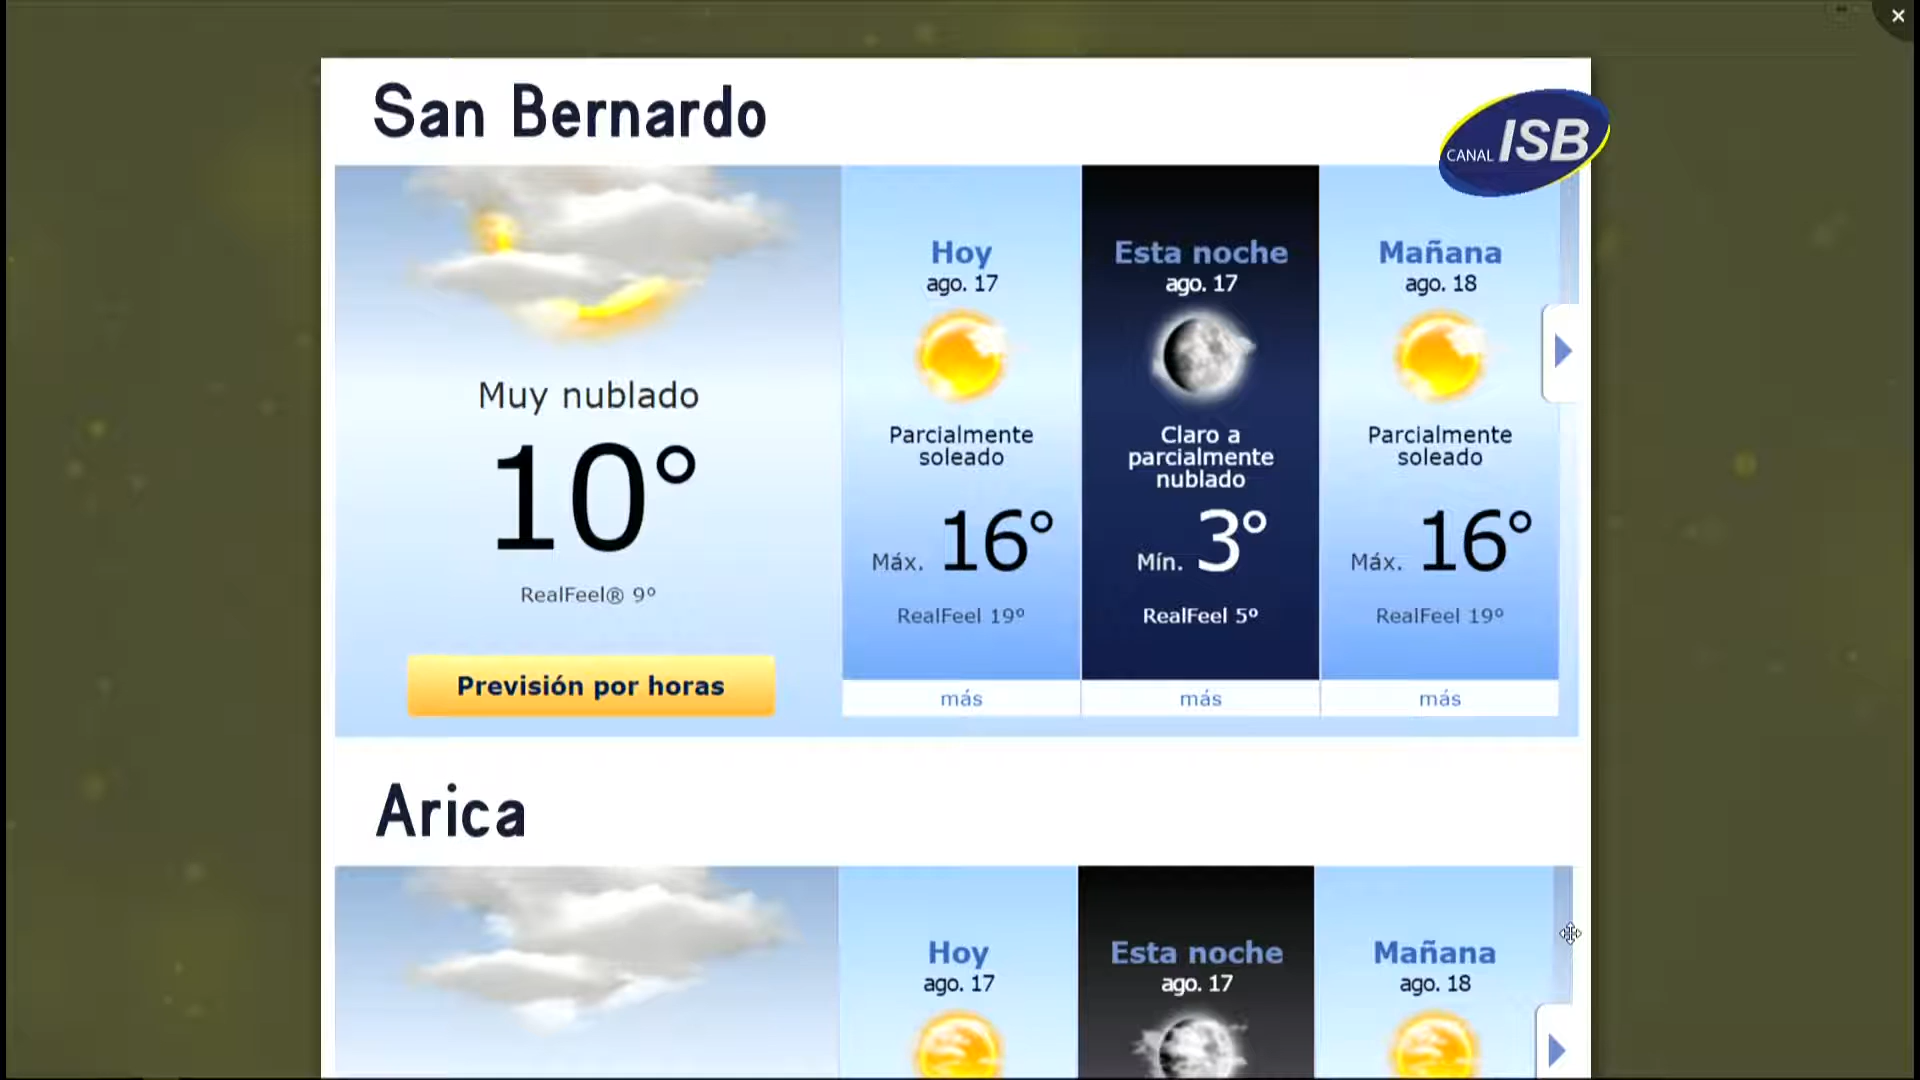 San Bernardo
CANAL ISB
Muy nublado
10°
RealFeel® 9°
Previsión por horas
Hoy
ago. 17
Parcialmente
soleado
Máx. 16°
RealFeel 19°
más
Esta noche
ago. 17
Claro a
parcialmente
nublado
Mín. 3°
RealFeel 5°
más
Mañana
ago. 18
Parcialmente
soleado
Máx. 16°
RealFeel 19°
más
Arica
Hoy
ago. 17
Esta noche
ago. 17
Mañana
ago. 18